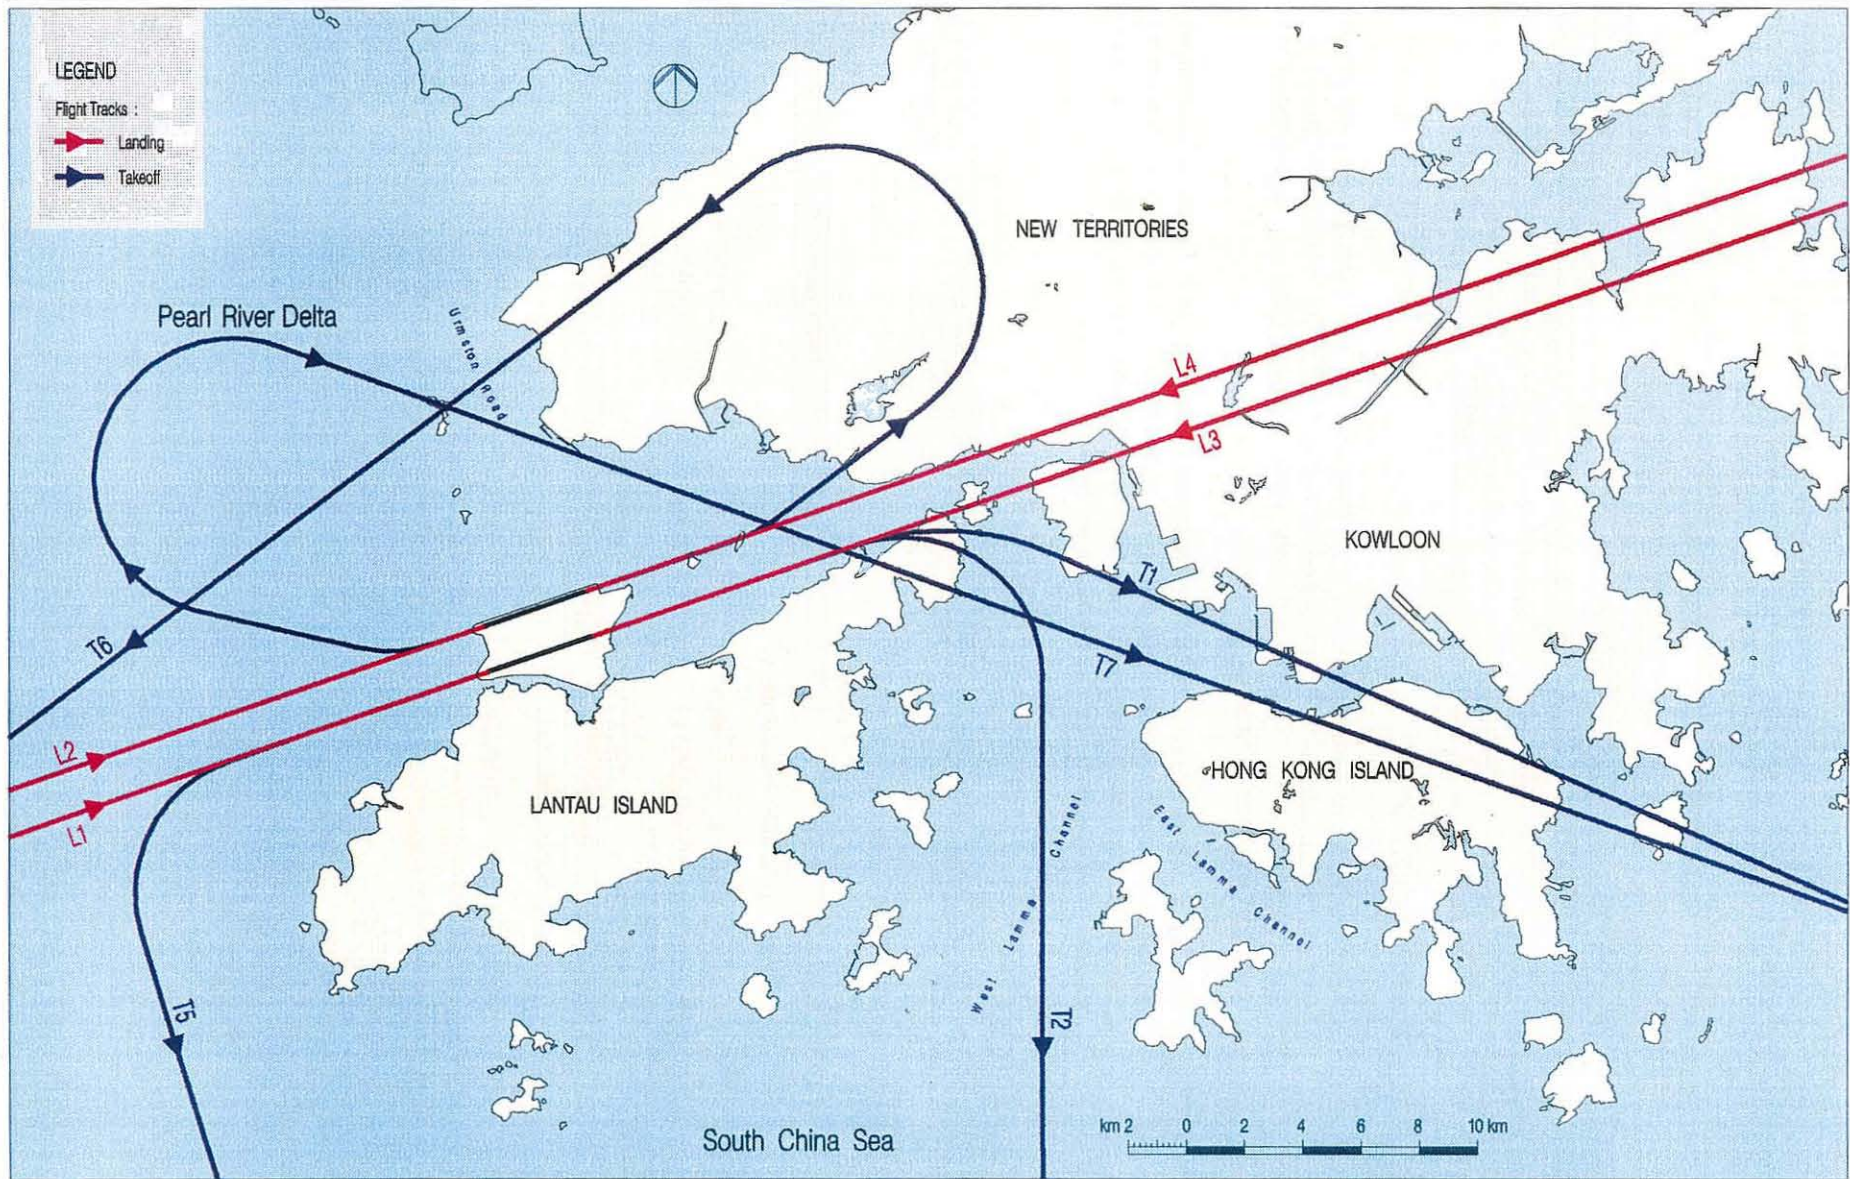 LEGEND
Flight Tracks :
Landing
Takeoff
NEW TERRITORIES
Pearl River Delta
Urmston Road
L4
L3
KOWLOON
T1
T6
T7
L2
L1
LANTAU ISLAND
HONG KONG ISLAND
East Lamma Channel
West Lamma Channel
T5
T2
South China Sea
km 2 0 2 4 6 8 10 km